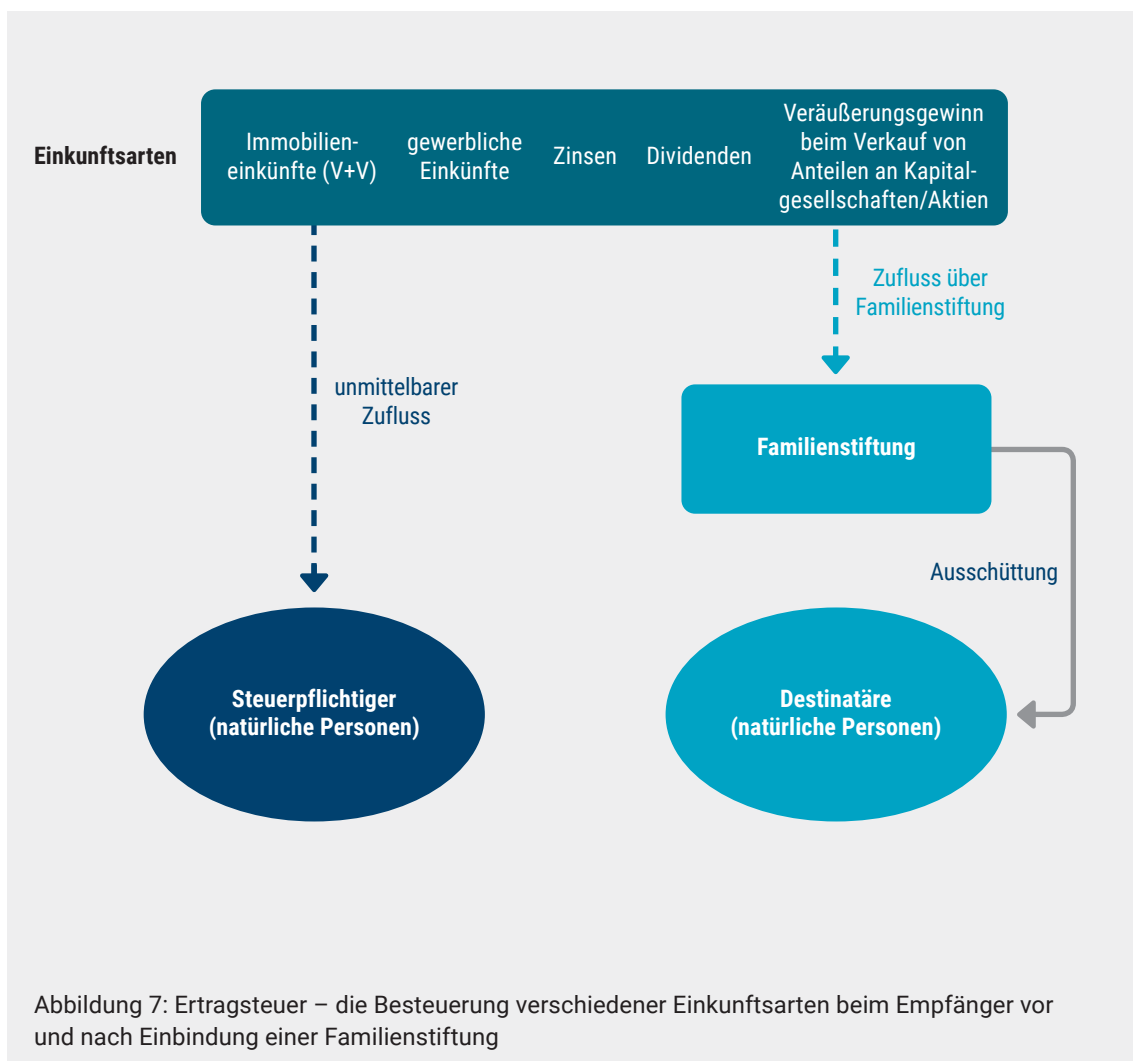 Einkunftsarten
Immobilien-
einkünfte (V+V)
gewerbliche
Einkünfte
Zinsen
Dividenden
Veräußerungsgewinn
beim Verkauf von
Anteilen an Kapital-
gesellschaften/Aktien
Zufluss über
Familienstiftung
unmittelbarer
Zufluss
Familienstiftung
Ausschüttung
Steuerpflichtiger
(natürliche Personen)
Destinatäre
(natürliche Personen)
Abbildung 7: Ertragsteuer – die Besteuerung verschiedener Einkunftsarten beim Empfänger vor
und nach Einbindung einer Familienstiftung